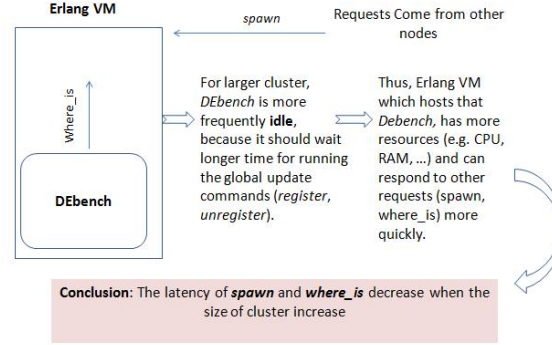 Erlang VM
spawn
Requests Come from other
nodes
Where_is
DEbench
For larger cluster,
DEbench is more
frequently idle,
because it should wait
longer time for running
the global update
commands (register,
unregister).
Thus, Erlang VM
which hosts that
Debench, has more
resources (e.g. CPU,
RAM, ...) and can
respond to other
requests (spawn,
where_is) more
quickly.
Conclusion: The latency of spawn and where_is decrease when the
size of cluster increase